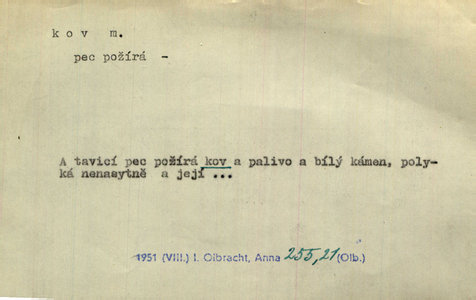 kov m.
pec požírá -
A tavicí pec požírá kov a palivo a bílý kámen, poly-
ká nenasytně a její ...
1951 (VIII.) I. Olbracht, Anna 255,21 (Olb.)